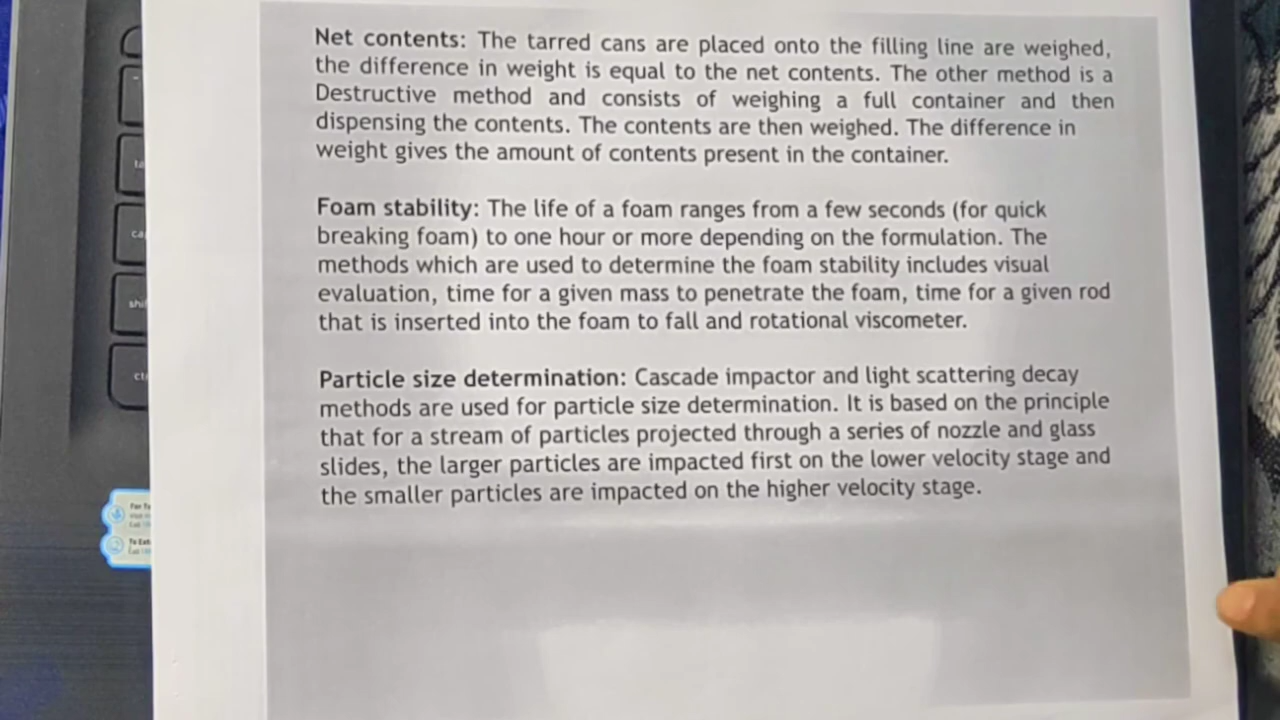 Net contents: The tarred cans are placed onto the filling line are weighed,
the difference in weight is equal to the net contents. The other method is a
Destructive method and consists of weighing a full container and then
dispensing the contents. The contents are then weighed. The difference in
weight gives the amount of contents present in the container.
Foam stability: The life of a foam ranges from a few seconds (for quick
breaking foam) to one hour or more depending on the formulation. The
methods which are used to determine the foam stability includes visual
evaluation, time for a given mass to penetrate the foam, time for a given rod
that is inserted into the foam to fall and rotational viscometer.
Particle size determination: Cascade impactor and light scattering decay
methods are used for particle size determination. It is based on the principle
that for a stream of particles projected through a series of nozzle and glass
slides, the larger particles are impacted first on the lower velocity stage and
the smaller particles are impacted on the higher velocity stage.